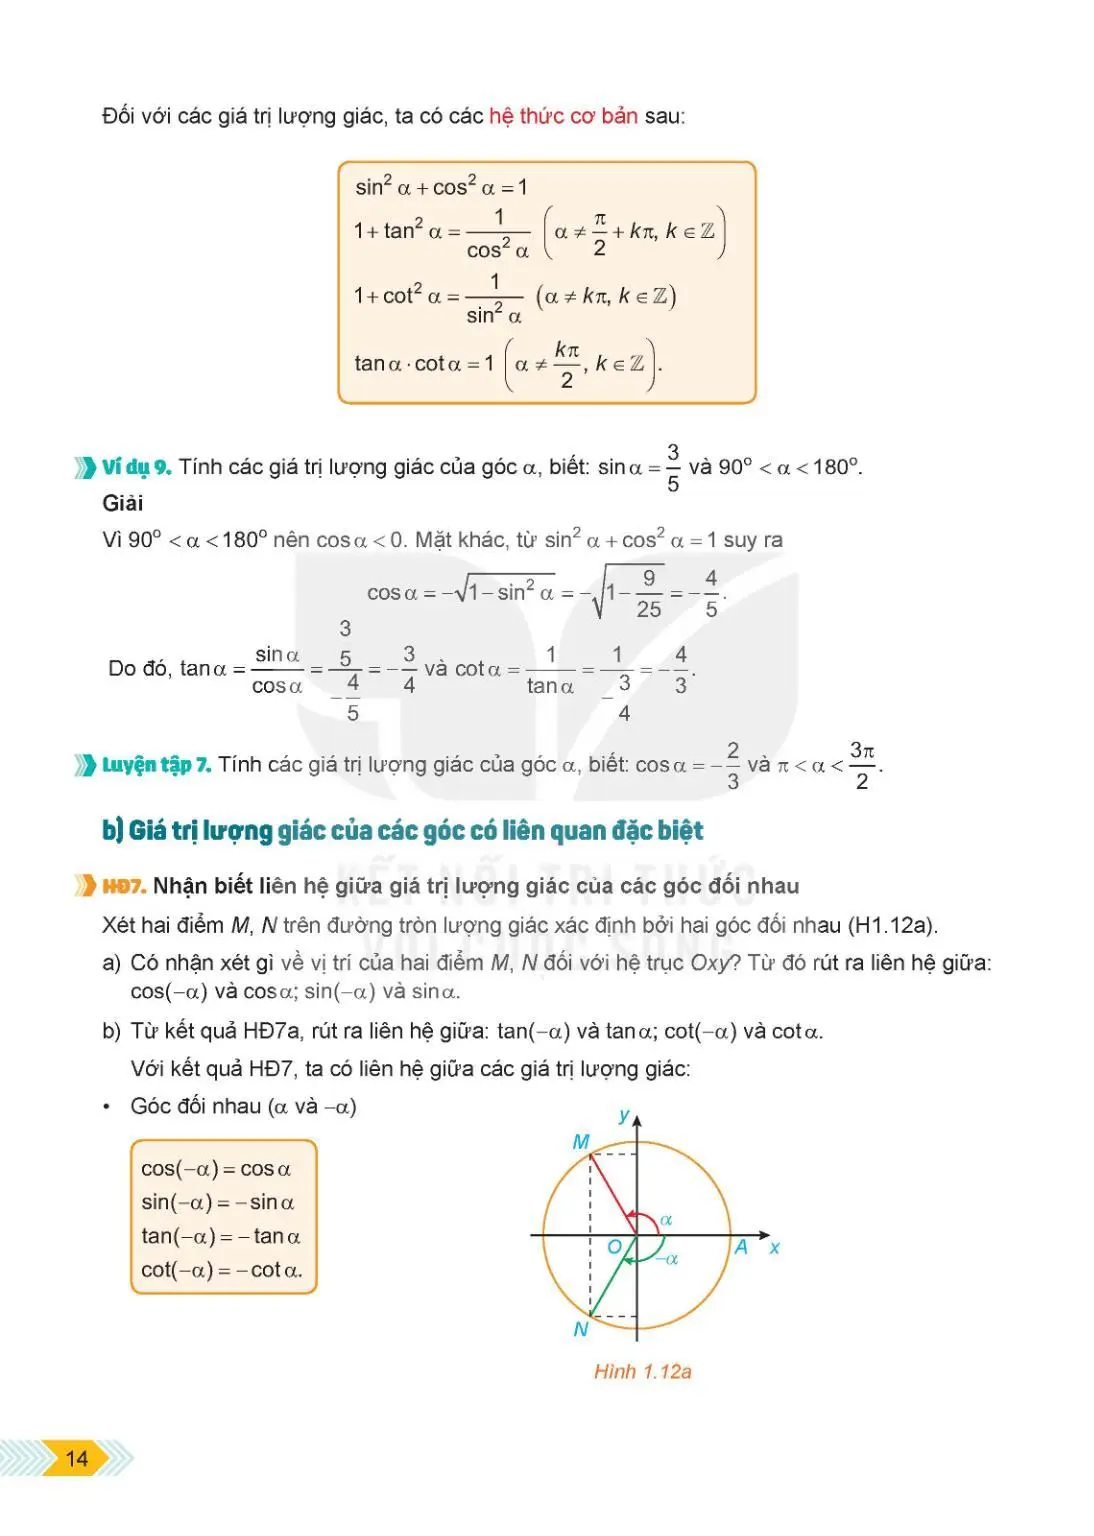 Đối với các giá trị lượng giác, ta có các hệ thức cơ bản sau:
sin² α + cos² α = 1
1 + tan² α = 1/cos² α (α ≠ π/2 + kπ, k ∈ ℤ)
1 + cot² α = 1/sin² α (α ≠ kπ, k ∈ ℤ)
tan α · cot α = 1 (α ≠ kπ/2, k ∈ ℤ).
Ví dụ 9. Tính các giá trị lượng giác của góc α, biết: sin α = 3/5 và 90° < α < 180°.
Giải
Vì 90° < α < 180° nên cos α < 0. Mặt khác, từ sin² α + cos² α = 1 suy ra
cos α = −√(1 − sin² α) = −√(1 − 9/25) = −4/5.
Do đó, tan α = sin α/cos α = (3/5)/(−4/5) = −3/4 và cot α = 1/tan α = 1/(−3/4) = −4/3.
Luyện tập 7. Tính các giá trị lượng giác của góc α, biết: cos α = −2/3 và π < α < 3π/2.
b) Giá trị lượng giác của các góc có liên quan đặc biệt
KẾT NỐI TRI THỨC
VỚI CUỘC SỐNG
HĐ7. Nhận biết liên hệ giữa giá trị lượng giác của các góc đối nhau
Xét hai điểm M, N trên đường tròn lượng giác xác định bởi hai góc đối nhau (H1.12a).
a) Có nhận xét gì về vị trí của hai điểm M, N đối với hệ trục Oxy? Từ đó rút ra liên hệ giữa:
cos(−α) và cos α; sin(−α) và sin α.
b) Từ kết quả HĐ7a, rút ra liên hệ giữa: tan(−α) và tan α; cot(−α) và cot α.
Với kết quả HĐ7, ta có liên hệ giữa các giá trị lượng giác:
• Góc đối nhau (α và −α)
cos(−α) = cos α
sin(−α) = − sin α
tan(−α) = − tan α
cot(−α) = − cot α.
y
M
α
O
−α
A
x
N
Hình 1.12a
14